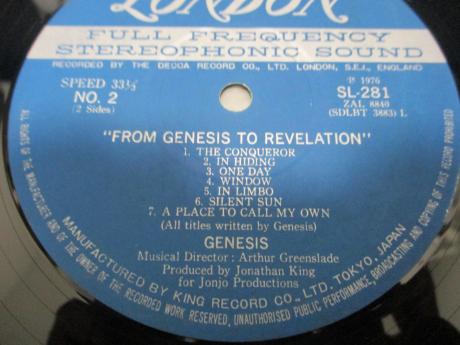 LONDON
FULL FREQUENCY
STEREOPHONIC SOUND
RECORDED BY THE DECCA RECORD CO., LTD. LONDON, S.E.I., ENGLAND
SPEED 33⅓
NO. 2
(2 Sides)
℗ 1976
SL-281
ZAL 8840
(SDLBT 3883) L
"FROM GENESIS TO REVELATION"
1. THE CONQUEROR
2. IN HIDING
3. ONE DAY
4. WINDOW
5. IN LIMBO
6. SILENT SUN
7. A PLACE TO CALL MY OWN
(All titles written by Genesis)
GENESIS
Musical Director : Arthur Greenslade
Produced by Jonathan King
for Jonjo Productions
MANUFACTURED BY KING RECORD CO., LTD. TOKYO, JAPAN
ALL RIGHTS OF THE MANUFACTURER AND OF THE OWNER OF THE RECORDED WORK RESERVED, UNAUTHORISED PUBLIC PERFORMANCE, BROADCASTING AND COPYING OF THIS RECORD PROHIBITED